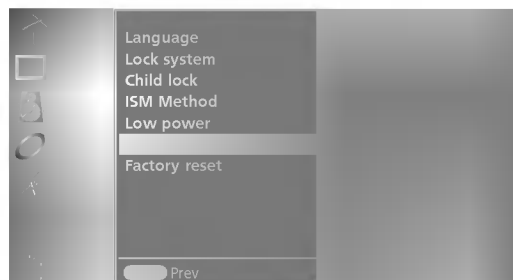 Language
Lock system
Child lock
ISM Method
Low power
Factory reset
Prev